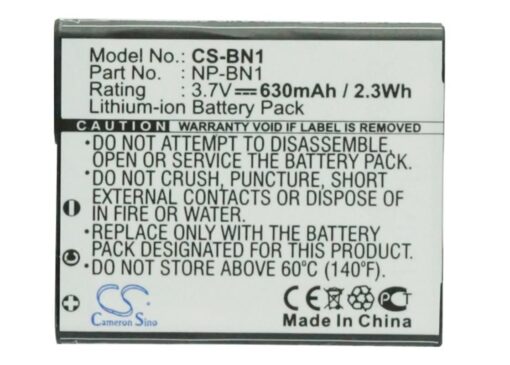 Model No.: CS-BN1
Part No. : NP-BN1
Rating : 3.7V 630mAh / 2.3Wh
Lithium-ion Battery Pack
CAUTION WARRANTY VOID IF LABEL IS REMOVED
•DO NOT ATTEMPT TO DISASSEMBLE,
OPEN OR SERVICE THE BATTERY PACK.
•DO NOT CRUSH, PUNCTURE, SHORT
EXTERNAL CONTACTS OR DISPOSE OF
IN FIRE OR WATER.
•REPLACE ONLY WITH THE BATTERY
PACK DESIGNATED FOR THIS PRODUCT.
•DO NOT STORE ABOVE 60°C (140°F).
CS
Cameron Sino
CE
Made in China